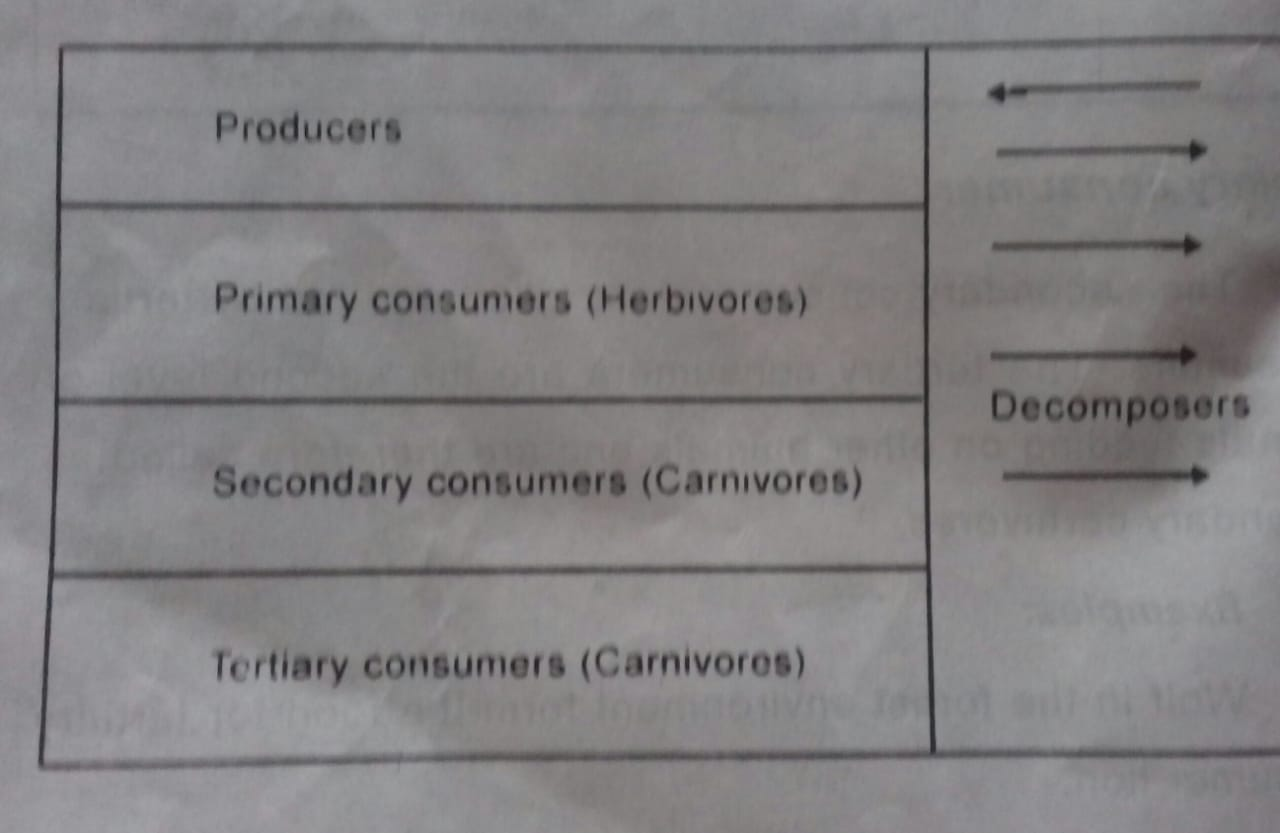 Producers
Primary consumers (Herbivores)
Decomposers
Secondary consumers (Carnivores)
Tertiary consumers (Carnivores)